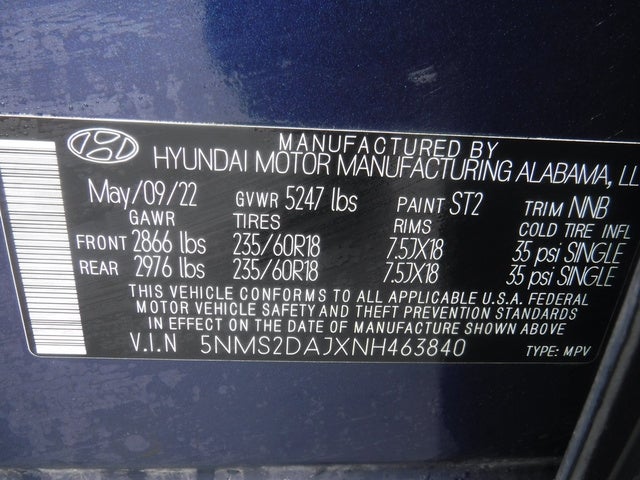 MANUFACTURED BY
HYUNDAI MOTOR MANUFACTURING ALABAMA, LL
May/09/22 GVWR 5247 lbs PAINT ST2 TRIM NNB
GAWR TIRES RIMS COLD TIRE INFL
FRONT 2866 lbs 235/60R18 7.5JX18 35 psi SINGLE
REAR 2976 lbs 235/60R18 7.5JX18 35 psi SINGLE
THIS VEHICLE CONFORMS TO ALL APPLICABLE U.S.A. FEDERAL
MOTOR VEHICLE SAFETY AND THEFT PREVENTION STANDARDS
IN EFFECT ON THE DATE OF MANUFACTURE SHOWN ABOVE
V.I.N 5NMS2DAJXNH463840 TYPE: MPV